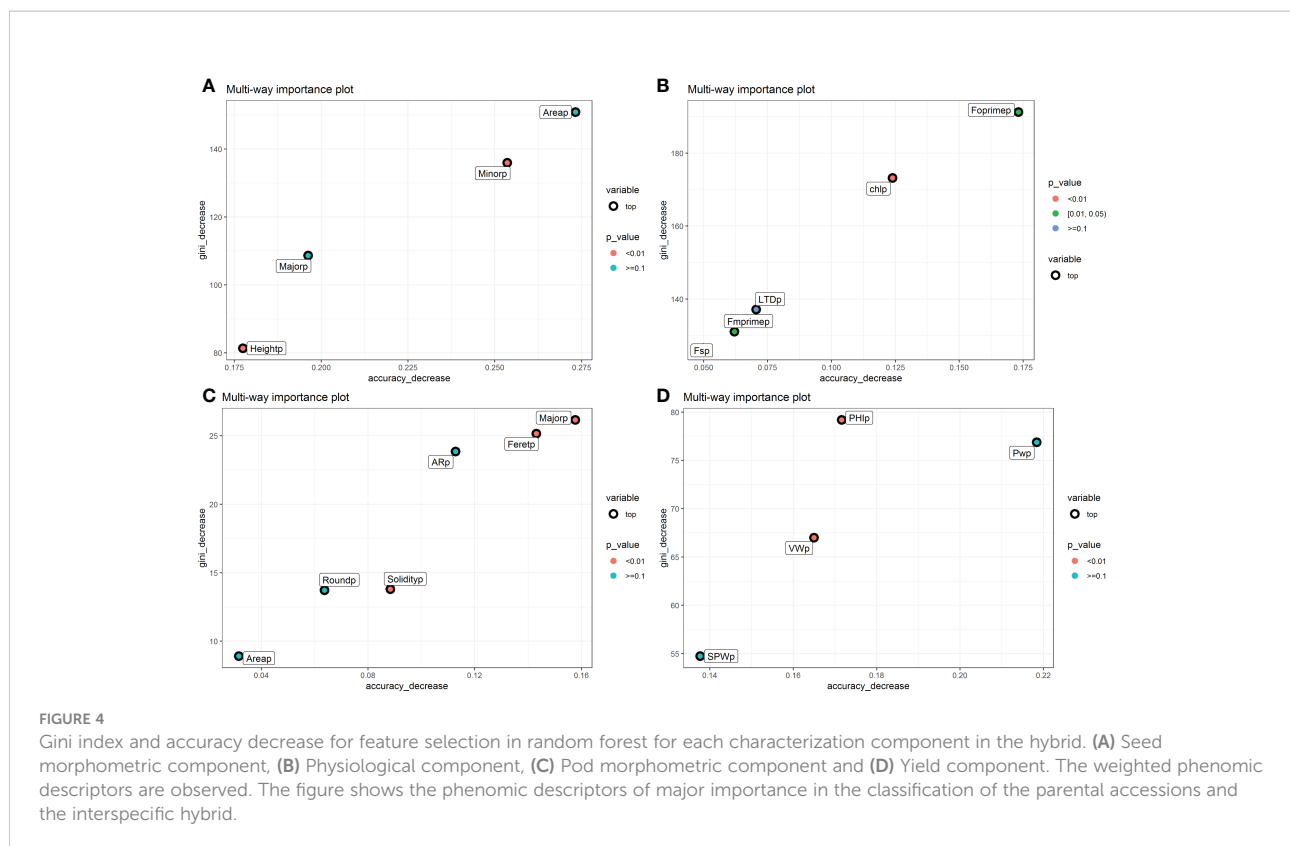 A Multi-way importance plot
Areap
Minorp
Majorp
Heightp
140
120
100
80
gini_decrease
0.175 0.200 0.225 0.250 0.275
accuracy_decrease
variable
top
p_value
<0.01
>=0.1
B Multi-way importance plot
Foprimep
chlp
LTDp
Fmprimep
Fsp
180
160
140
gini_decrease
0.050 0.075 0.100 0.125 0.150 0.175
accuracy_decrease
p_value
<0.01
[0.01, 0.05)
>=0.1
variable
top
C Multi-way importance plot
Majorp
Feretp
ARp
Roundp
Solidityp
Areap
25
20
15
10
gini_decrease
0.04 0.08 0.12 0.16
accuracy_decrease
variable
top
p_value
<0.01
>=0.1
D Multi-way importance plot
PHIp
Pwp
VWp
SPWp
80
75
70
65
60
55
gini_decrease
0.14 0.16 0.18 0.20 0.22
accuracy_decrease
variable
top
p_value
<0.01
>=0.1
FIGURE 4
Gini index and accuracy decrease for feature selection in random forest for each characterization component in the hybrid. (A) Seed
morphometric component, (B) Physiological component, (C) Pod morphometric component and (D) Yield component. The weighted phenomic
descriptors are observed. The figure shows the phenomic descriptors of major importance in the classification of the parental accessions and
the interspecific hybrid.